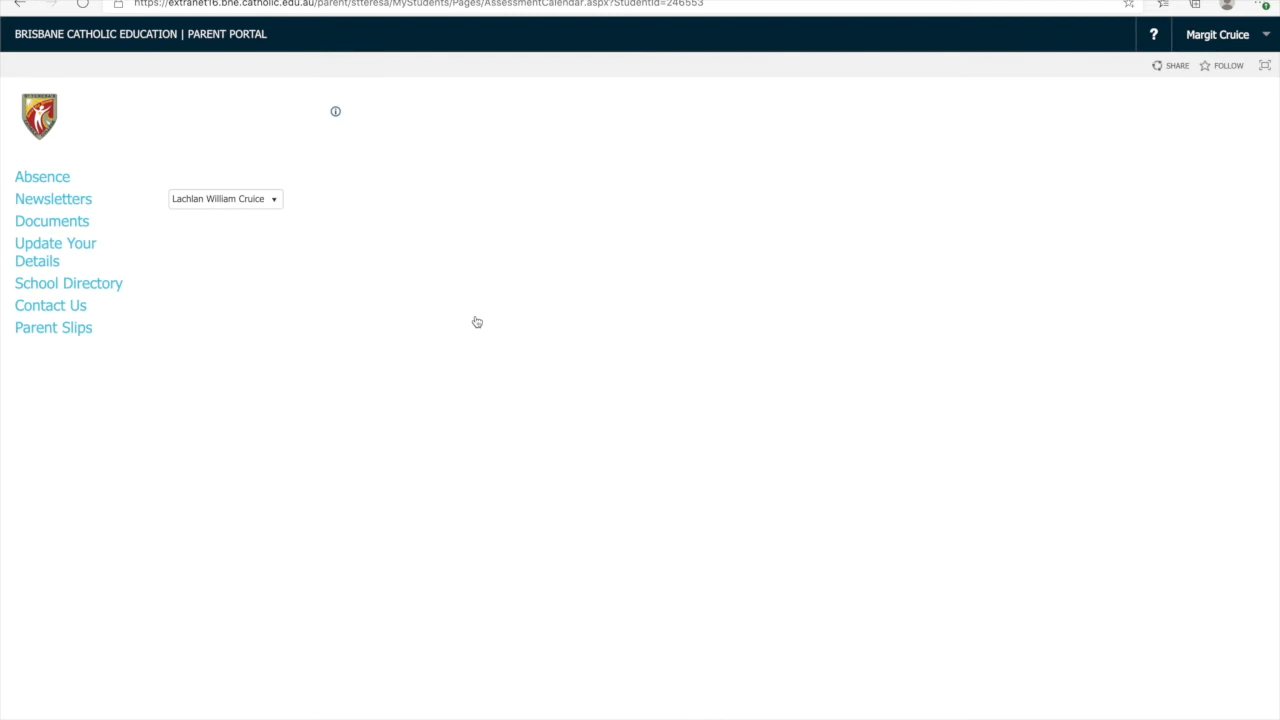 https://extranet16.bne.catholic.edu.au/parent/stteresa/MyStudents/Pages/AssessmentCalendar.aspx?StudentId=246553
BRISBANE CATHOLIC EDUCATION | PARENT PORTAL
?
Margit Cruice
SHARE
FOLLOW
Absence
Newsletters
Lachlan William Cruice
Documents
Update Your
Details
School Directory
Contact Us
Parent Slips